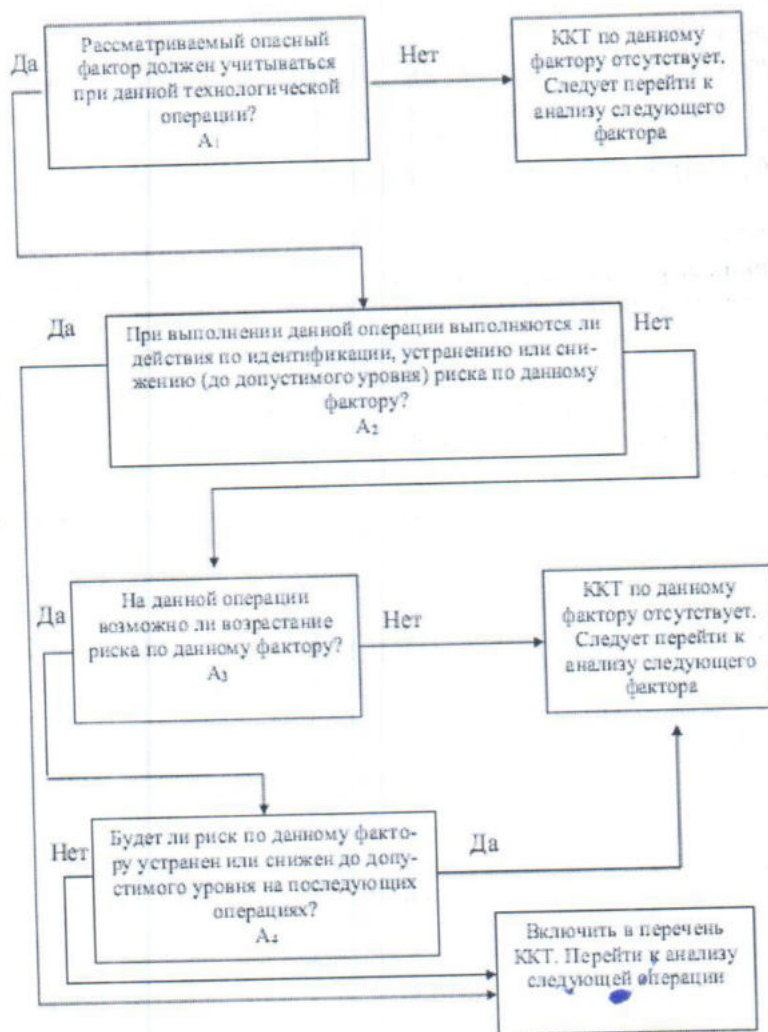 Да
Рассматриваемый опасный
фактор должен учитываться
при данной технологической
операции?
А₁
Нет
ККТ по данному
фактору отсутствует.
Следует перейти к
анализу следующего
фактора
Да
При выполнении данной операции выполняются ли
действия по идентификации, устранению или сни-
жению (до допустимого уровня) риска по данному
фактору?
А₂
Нет
Да
На данной операции
возможно ли возрастание
риска по данному фактору?
А₃
Нет
ККТ по данному
фактору отсутствует.
Следует перейти к
анализу следующего
фактора
Нет
Будет ли риск по данному факто-
ру устранен или снижен до допу-
стимого уровня на последующих
операциях?
А₄
Да
Включить в перечень
ККТ. Перейти к анализу
следующей операции